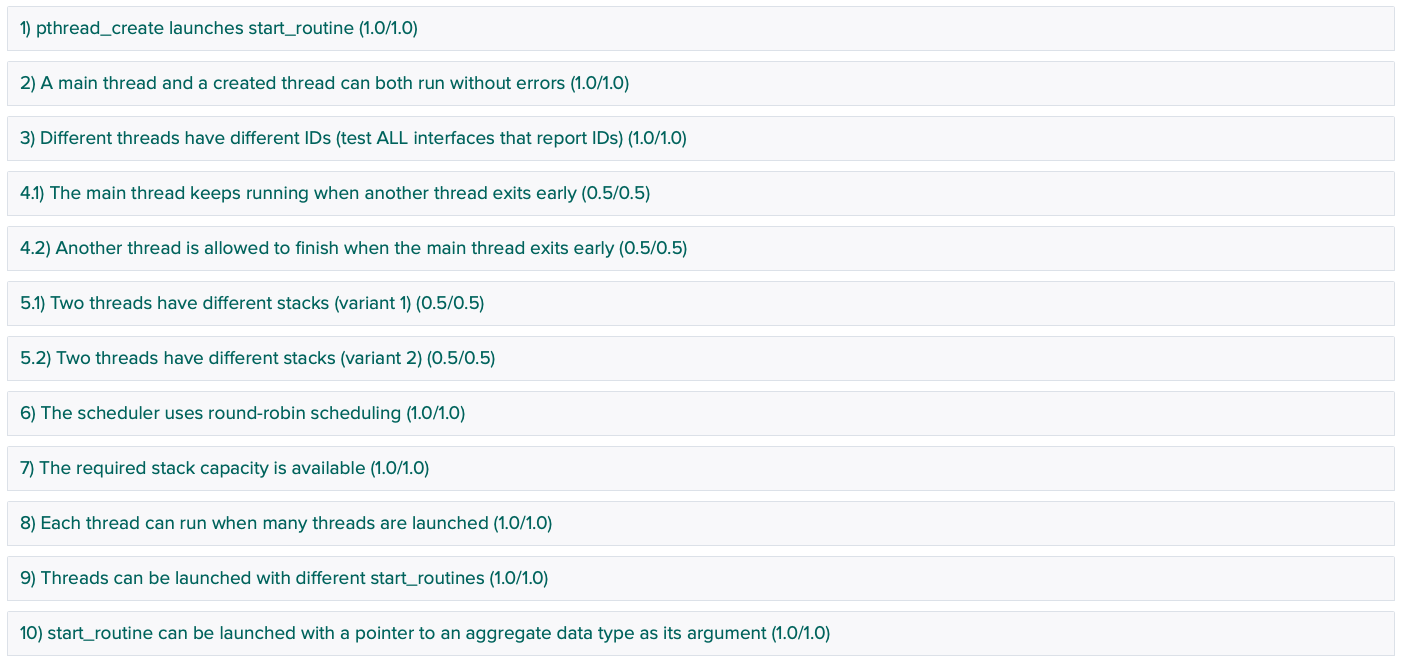 1) pthread_create launches start_routine (1.0/1.0)
2) A main thread and a created thread can both run without errors (1.0/1.0)
3) Different threads have different IDs (test ALL interfaces that report IDs) (1.0/1.0)
4.1) The main thread keeps running when another thread exits early (0.5/0.5)
4.2) Another thread is allowed to finish when the main thread exits early (0.5/0.5)
5.1) Two threads have different stacks (variant 1) (0.5/0.5)
5.2) Two threads have different stacks (variant 2) (0.5/0.5)
6) The scheduler uses round-robin scheduling (1.0/1.0)
7) The required stack capacity is available (1.0/1.0)
8) Each thread can run when many threads are launched (1.0/1.0)
9) Threads can be launched with different start_routines (1.0/1.0)
10) start_routine can be launched with a pointer to an aggregate data type as its argument (1.0/1.0)